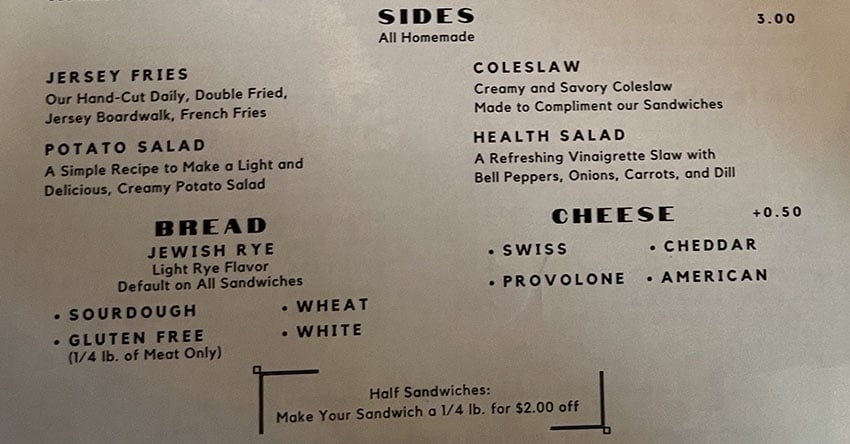 SIDES
3.00
All Homemade
JERSEY FRIES
Our Hand-Cut Daily, Double Fried,
Jersey Boardwalk, French Fries
POTATO SALAD
A Simple Recipe to Make a Light and
Delicious, Creamy Potato Salad
COLESLAW
Creamy and Savory Coleslaw
Made to Compliment our Sandwiches
HEALTH SALAD
A Refreshing Vinaigrette Slaw with
Bell Peppers, Onions, Carrots, and Dill
BREAD
JEWISH RYE
Light Rye Flavor
Default on All Sandwiches
• SOURDOUGH
• GLUTEN FREE
(1/4 lb. of Meat Only)
• WHEAT
• WHITE
CHEESE
+0.50
• SWISS
• PROVOLONE
• CHEDDAR
• AMERICAN
Half Sandwiches:
Make Your Sandwich a 1/4 lb. for $2.00 off